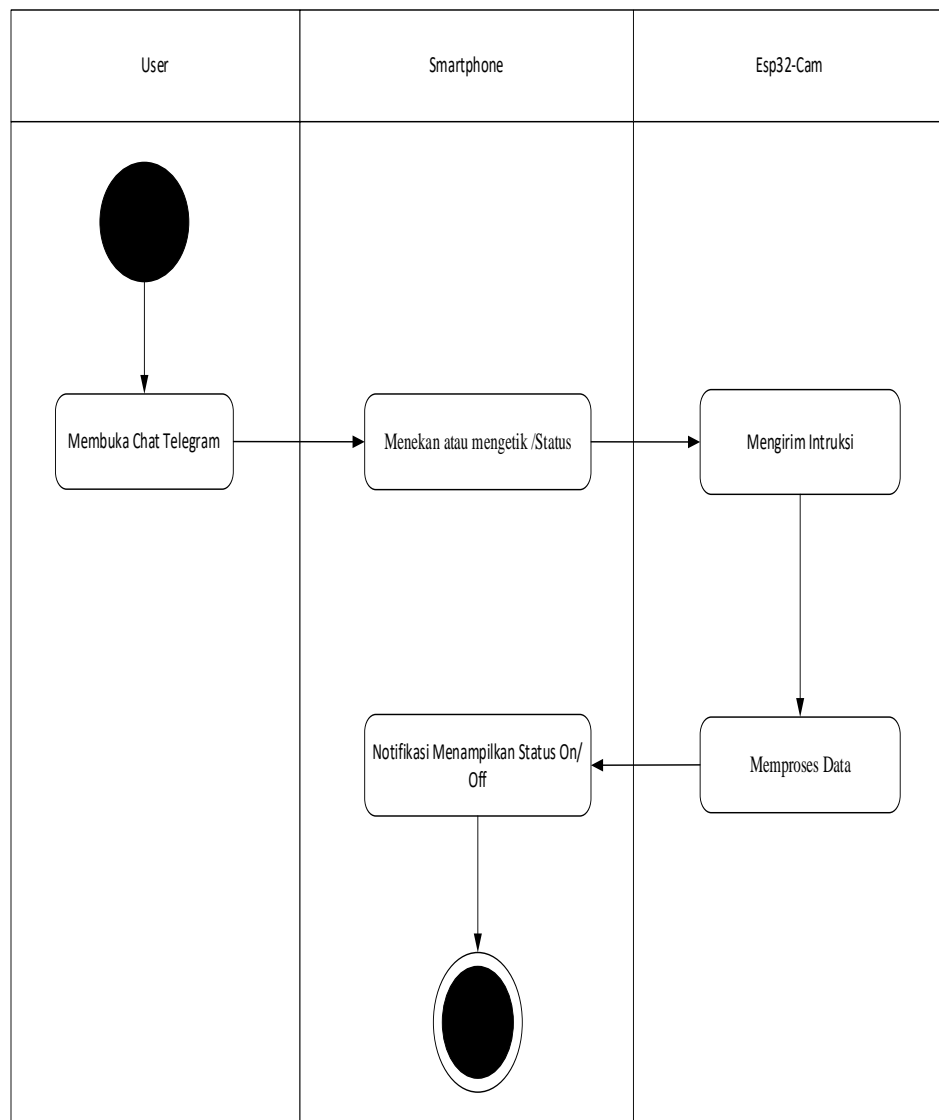 User
Smartphone
Esp32-Cam
Membuka Chat Telegram
Menekan atau mengetik /Status
Mengirim Intruksi
Notifikasi Menampilkan Status On/
Off
Memproses Data